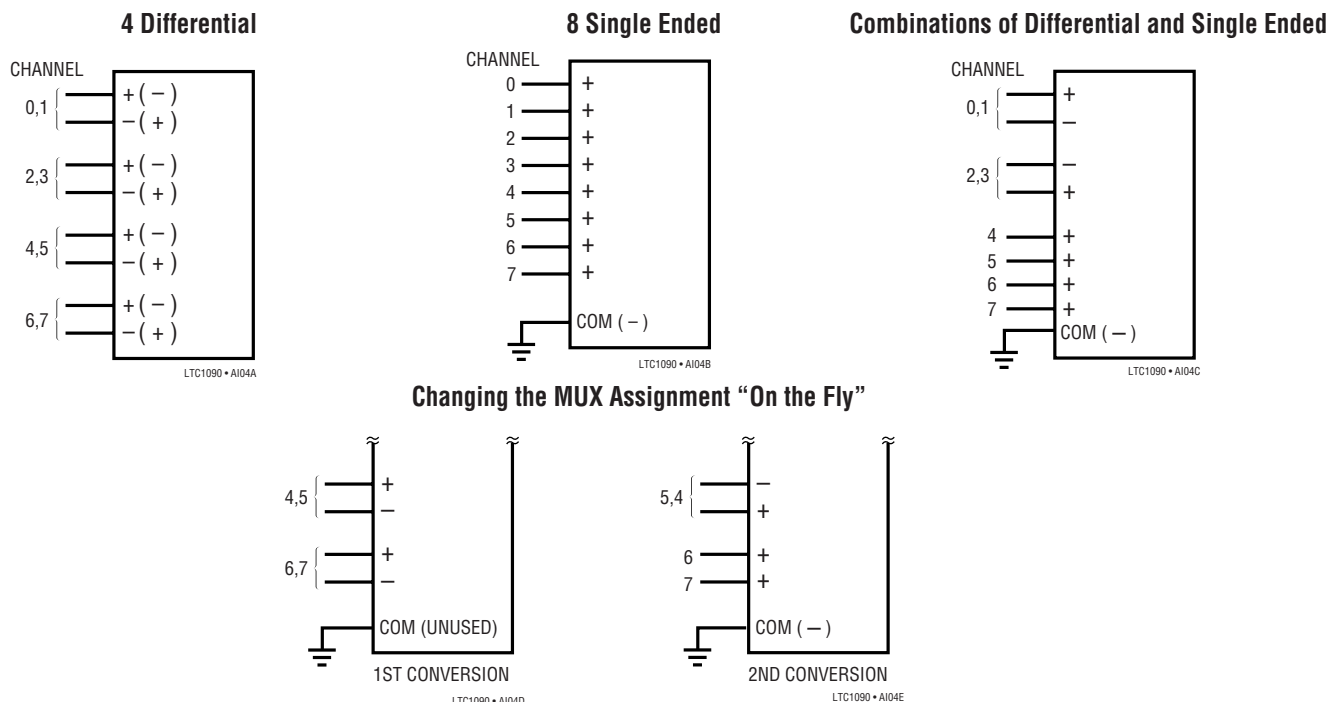 4 Differential
CHANNEL
0,1
+ ( − )
− ( + )
2,3
+ ( − )
− ( + )
4,5
+ ( − )
− ( + )
6,7
+ ( − )
− ( + )
LTC1090 • AI04A
8 Single Ended
CHANNEL
0 +
1 +
2 +
3 +
4 +
5 +
6 +
7 +
COM ( − )
LTC1090 • AI04B
Combinations of Differential and Single Ended
CHANNEL
0,1
+
−
2,3
−
+
4 +
5 +
6 +
7 +
COM ( − )
LTC1090 • AI04C
Changing the MUX Assignment “On the Fly”
4,5
+
−
6,7
+
−
COM (UNUSED)
1ST CONVERSION
LTC1090 • AI04D
5,4
−
+
6 +
7 +
COM ( − )
2ND CONVERSION
LTC1090 • AI04E